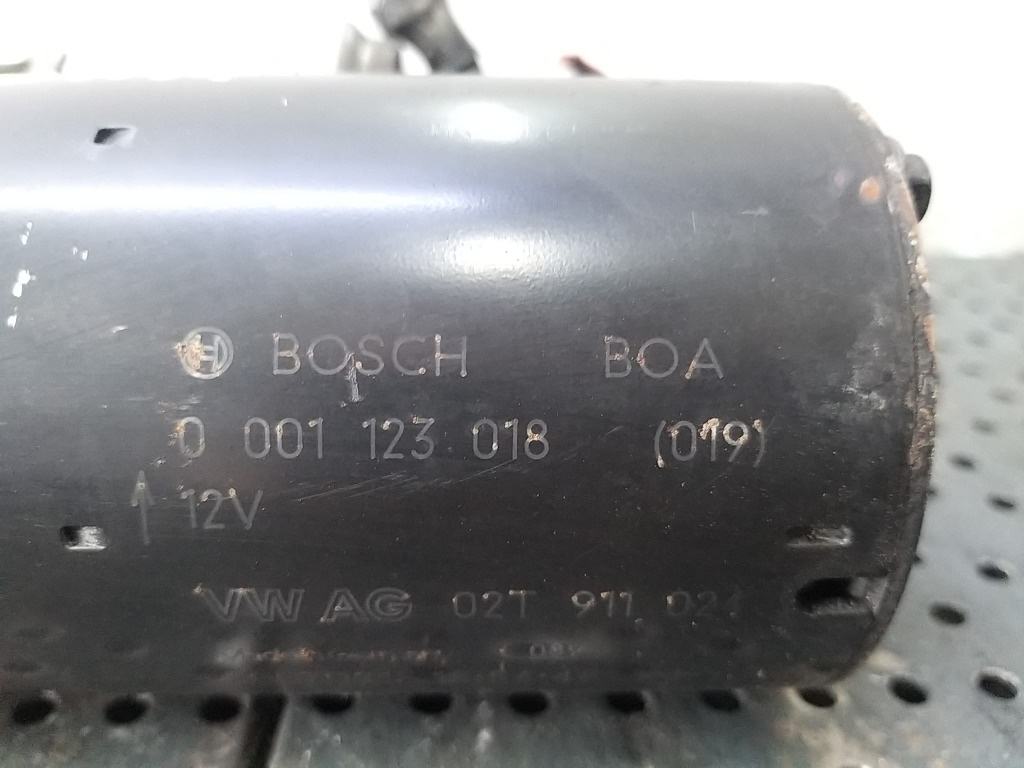 BOSCH BOA
0 001 123 018 (019)
12V
VW AG 02T 911